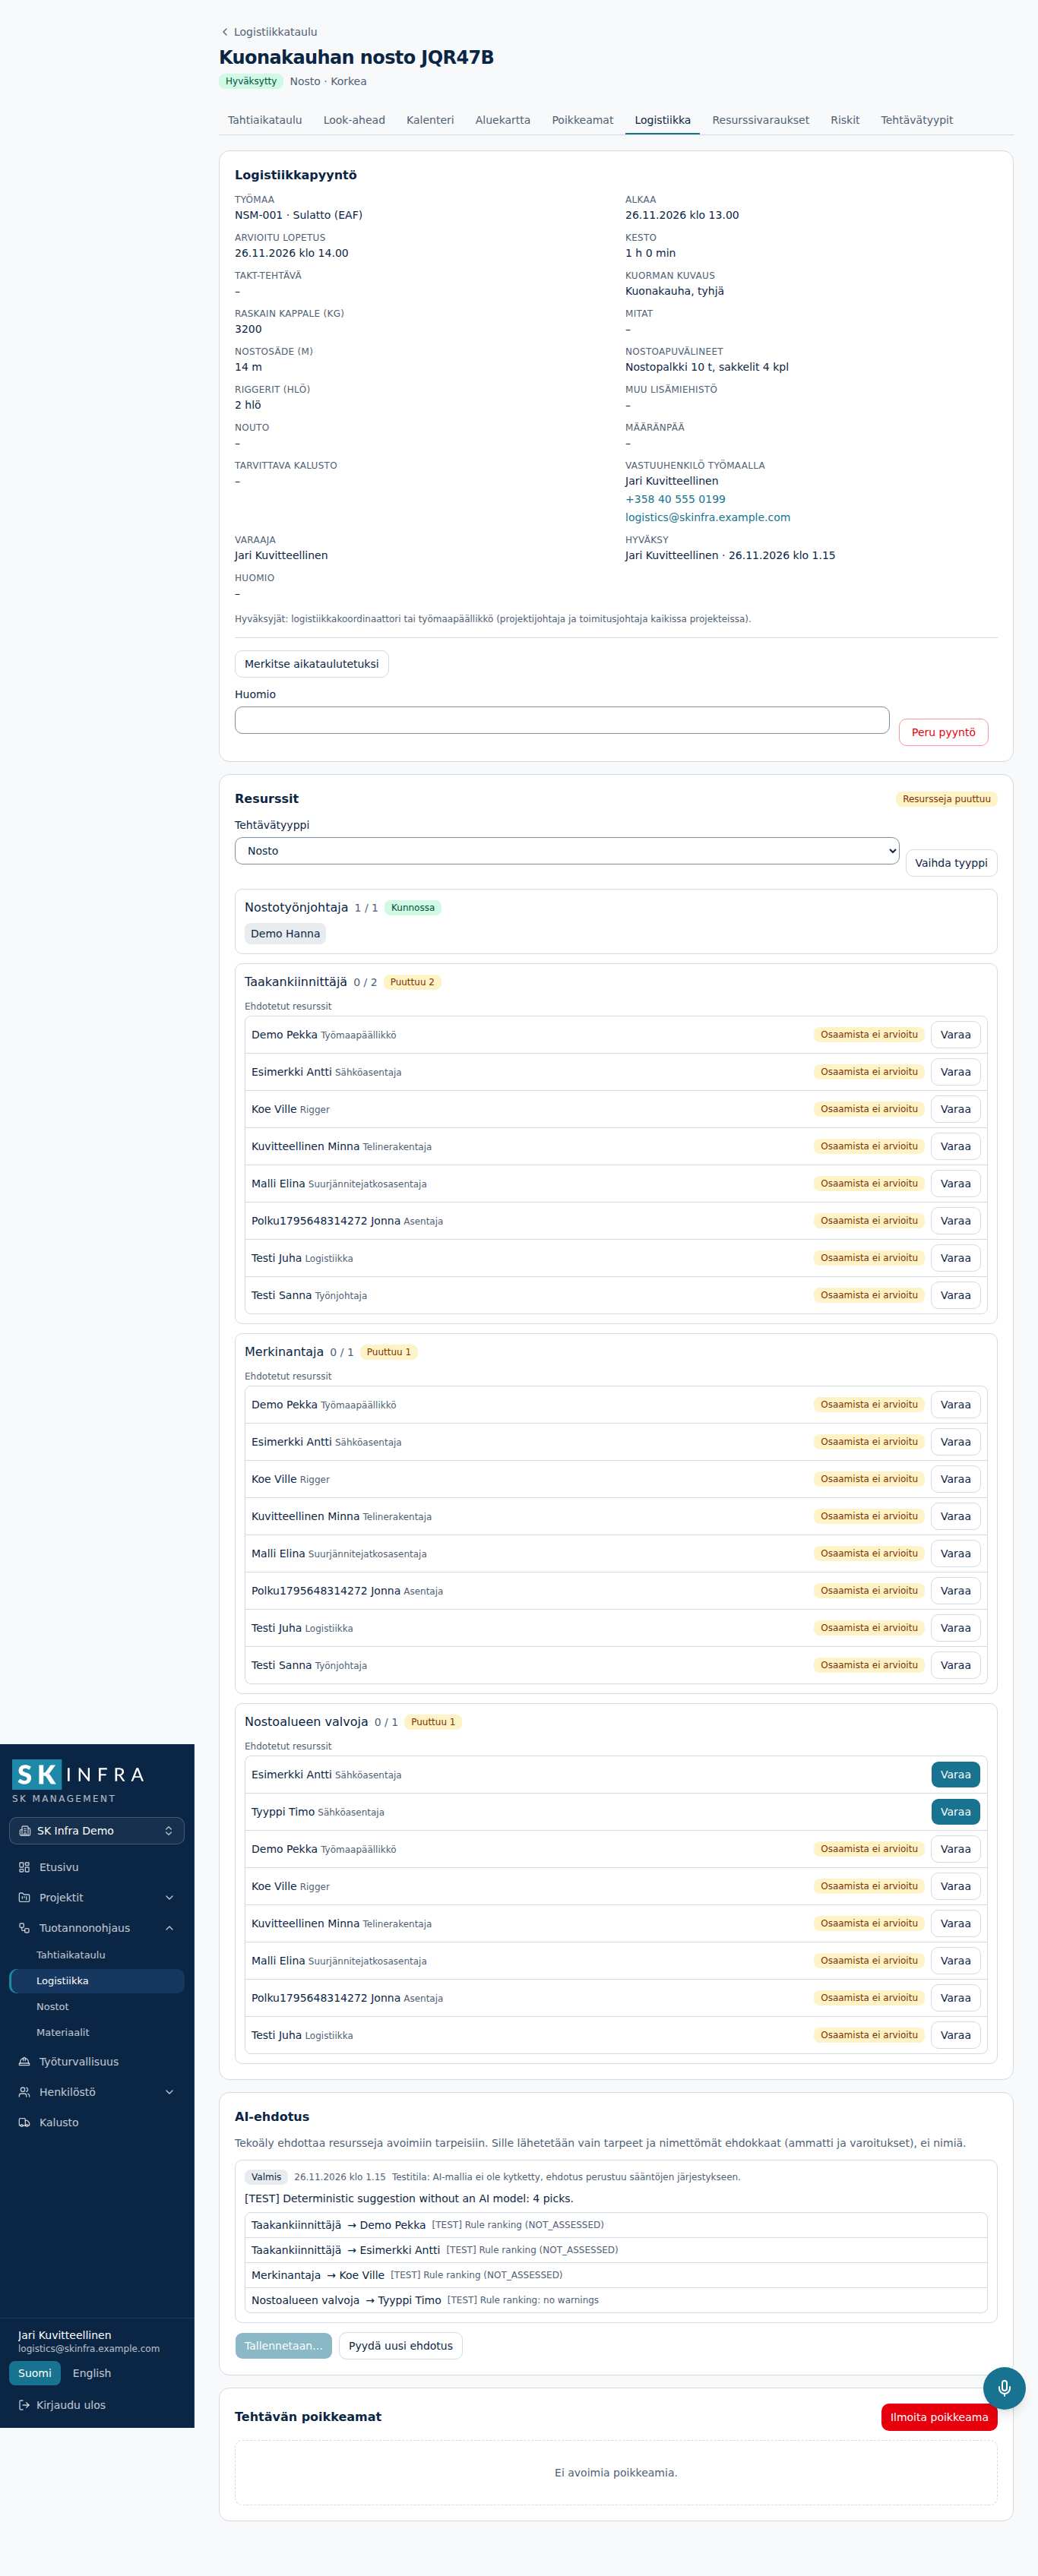 Logistiikkataulu
Kuonakauhan nosto JQR47B
Hyväksytty Nosto · Korkea
Tahtiaikataulu Look-ahead Kalenteri Aluekartta Poikkeamat Logistiikka Resurssivaraukset Riskit Tehtävätyypit
Logistiikkapyyntö
TYÖMAA
NSM-001 · Sulatto (EAF)
ALKAA
26.11.2026 klo 13.00
ARVIOITU LOPETUS
26.11.2026 klo 14.00
KESTO
1 h 0 min
TAKT-TEHTÄVÄ
–
KUORMAN KUVAUS
Kuonakauha, tyhjä
RASKAIN KAPPALE (KG)
3200
MITAT
–
NOSTOSÄDE (M)
14 m
NOSTOAPUVÄLINEET
Nostopalkki 10 t, sakkelit 4 kpl
RIGGERIT (HLÖ)
2 hlö
MUU LISÄMIEHISTÖ
–
NOUTO
–
MÄÄRÄNPÄÄ
–
TARVITTAVA KALUSTO
–
VASTUUHENKILÖ TYÖMAALLA
Jari Kuvitteellinen
+358 40 555 0199
logistics@skinfra.example.com
VARAAJA
Jari Kuvitteellinen
HYVÄKSY
Jari Kuvitteellinen · 26.11.2026 klo 1.15
HUOMIO
–
Hyväksyjät: logistiikkakoordinaattori tai työmaapäällikkö (projektijohtaja ja toimitusjohtaja kaikissa projekteissa).
Merkitse aikataulutetuksi
Huomio
Peru pyyntö
Resurssit Resursseja puuttuu
Tehtävätyyppi
Nosto
Vaihda tyyppi
Nostotyönjohtaja 1 / 1 Kunnossa
Demo Hanna
Taakankiinnittäjä 0 / 2 Puuttuu 2
Ehdotetut resurssit
Demo Pekka Työmaapäällikkö Osaamista ei arvioitu Varaa
Esimerkki Antti Sähköasentaja Osaamista ei arvioitu Varaa
Koe Ville Rigger Osaamista ei arvioitu Varaa
Kuvitteellinen Minna Telinerakentaja Osaamista ei arvioitu Varaa
Malli Elina Suurjännitejatkosasentaja Osaamista ei arvioitu Varaa
Polku1795648314272 Jonna Asentaja Osaamista ei arvioitu Varaa
Testi Juha Logistiikka Osaamista ei arvioitu Varaa
Testi Sanna Työnjohtaja Osaamista ei arvioitu Varaa
Merkinantaja 0 / 1 Puuttuu 1
Ehdotetut resurssit
Demo Pekka Työmaapäällikkö Osaamista ei arvioitu Varaa
Esimerkki Antti Sähköasentaja Osaamista ei arvioitu Varaa
Koe Ville Rigger Osaamista ei arvioitu Varaa
Kuvitteellinen Minna Telinerakentaja Osaamista ei arvioitu Varaa
Malli Elina Suurjännitejatkosasentaja Osaamista ei arvioitu Varaa
Polku1795648314272 Jonna Asentaja Osaamista ei arvioitu Varaa
Testi Juha Logistiikka Osaamista ei arvioitu Varaa
Testi Sanna Työnjohtaja Osaamista ei arvioitu Varaa
Nostoalueen valvoja 0 / 1 Puuttuu 1
Ehdotetut resurssit
Esimerkki Antti Sähköasentaja Varaa
Tyyppi Timo Sähköasentaja Varaa
Demo Pekka Työmaapäällikkö Osaamista ei arvioitu Varaa
Koe Ville Rigger Osaamista ei arvioitu Varaa
Kuvitteellinen Minna Telinerakentaja Osaamista ei arvioitu Varaa
Malli Elina Suurjännitejatkosasentaja Osaamista ei arvioitu Varaa
Polku1795648314272 Jonna Asentaja Osaamista ei arvioitu Varaa
Testi Juha Logistiikka Osaamista ei arvioitu Varaa
AI-ehdotus
Tekoäly ehdottaa resursseja avoimiin tarpeisiin. Sille lähetetään vain tarpeet ja nimettömät ehdokkaat (ammatti ja varoitukset), ei nimiä.
Valmis 26.11.2026 klo 1.15 Testitila: AI-mallia ei ole kytketty, ehdotus perustuu sääntöjen järjestykseen.
[TEST] Deterministic suggestion without an AI model: 4 picks.
Taakankiinnittäjä → Demo Pekka [TEST] Rule ranking (NOT_ASSESSED)
Taakankiinnittäjä → Esimerkki Antti [TEST] Rule ranking (NOT_ASSESSED)
Merkinantaja → Koe Ville [TEST] Rule ranking (NOT_ASSESSED)
Nostoalueen valvoja → Tyyppi Timo [TEST] Rule ranking: no warnings
Tallennetaan… Pyydä uusi ehdotus
Tehtävän poikkeamat Ilmoita poikkeama
Ei avoimia poikkeamia.
SK INFRA
SK MANAGEMENT
SK Infra Demo
Etusivu
Projektit
Tuotannonohjaus
Tahtiaikataulu
Logistiikka
Nostot
Materiaalit
Työturvallisuus
Henkilöstö
Kalusto
Jari Kuvitteellinen
logistics@skinfra.example.com
Suomi English
Kirjaudu ulos